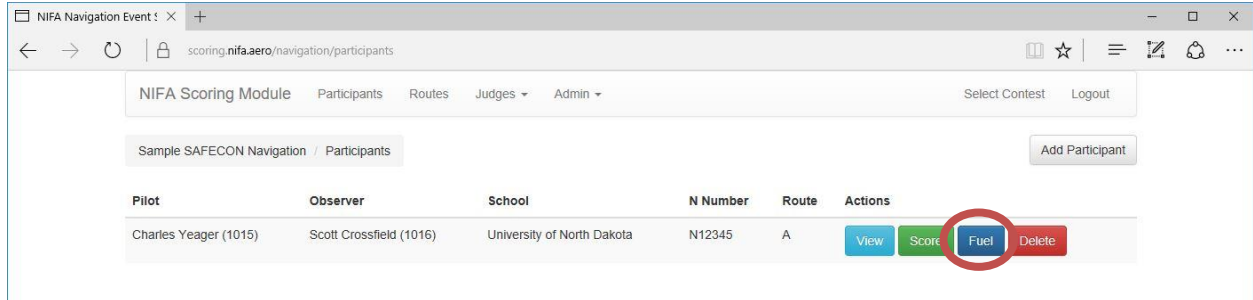 NIFA Navigation Event S
scoring.nifa.aero/navigation/participants
NIFA Scoring Module Participants Routes Judges Admin Select Contest Logout
Sample SAFECON Navigation / Participants Add Participant
Pilot Observer School N Number Route Actions
Charles Yeager (1015) Scott Crossfield (1016) University of North Dakota N12345 A View Score Fuel Delete